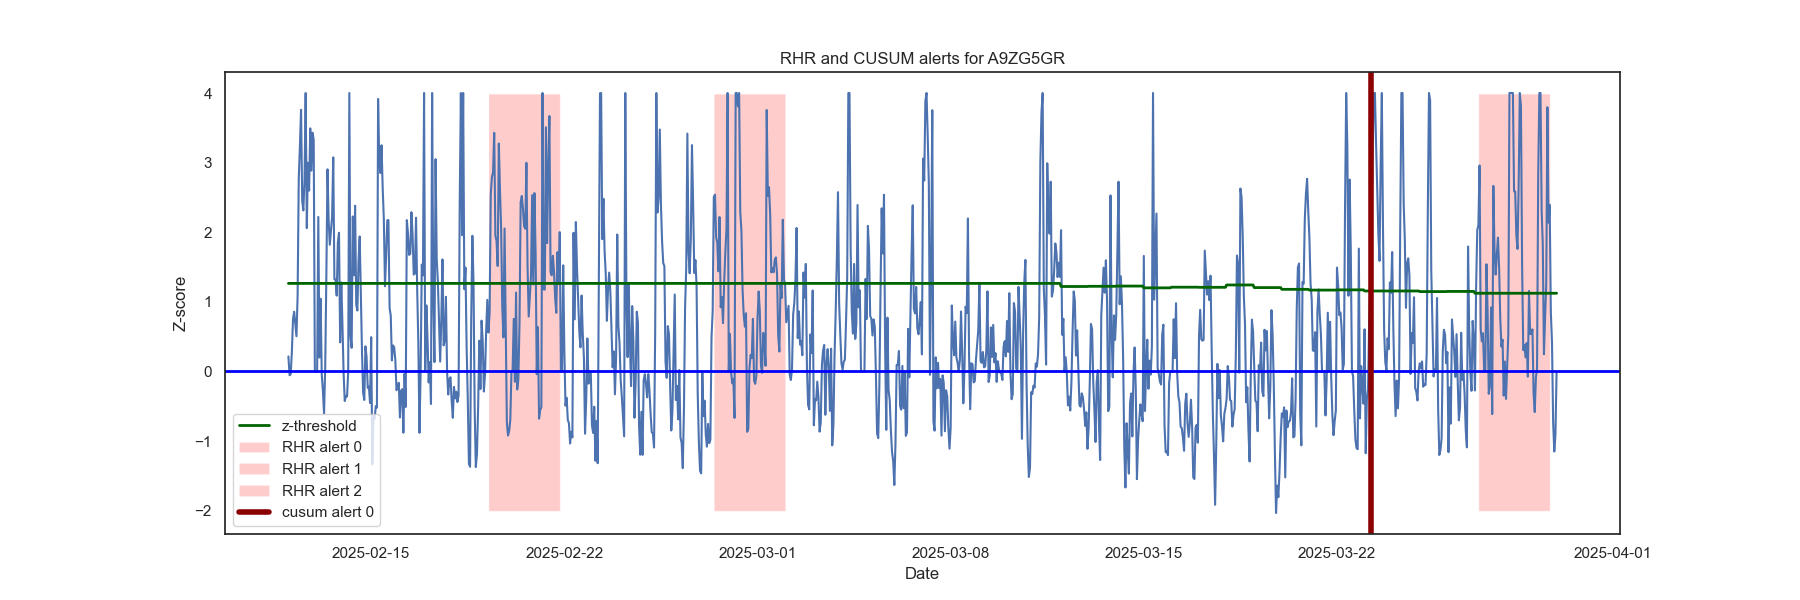 RHR and CUSUM alerts for A9ZG5GR
4
3
2
1
0
−1
−2
Z-score
z-threshold
RHR alert 0
RHR alert 1
RHR alert 2
cusum alert 0
2025-02-15
2025-02-22
2025-03-01
2025-03-08
2025-03-15
2025-03-22
2025-04-01
Date